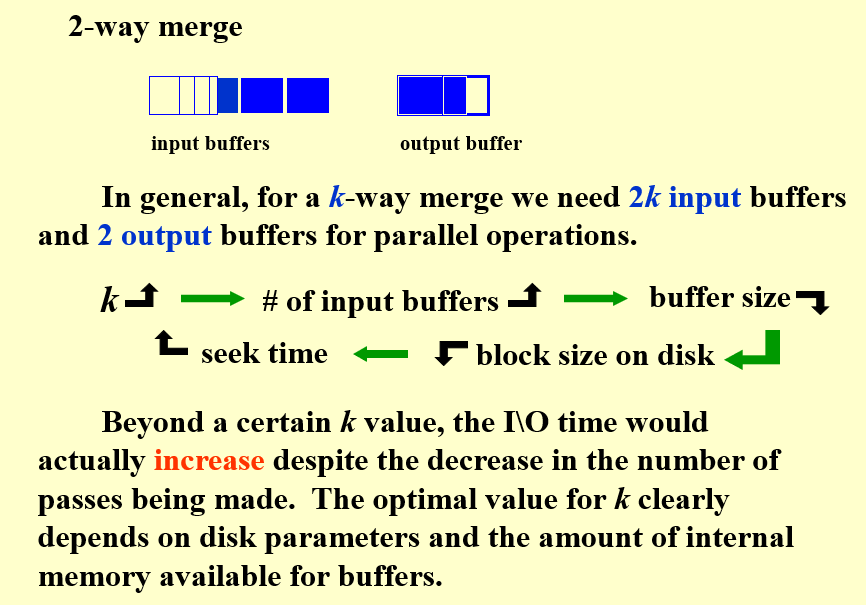 2-way merge
input buffers
output buffer
In general, for a k-way merge we need 2k input buffers
and 2 output buffers for parallel operations.
k # of input buffers buffer size
seek time block size on disk
Beyond a certain k value, the I\O time would
actually increase despite the decrease in the number of
passes being made. The optimal value for k clearly
depends on disk parameters and the amount of internal
memory available for buffers.